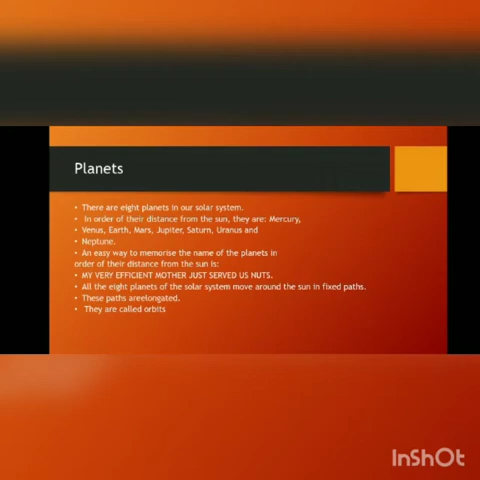 Planets
• There are eight planets in our solar system.
• In order of their distance from the sun, they are: Mercury,
• Venus, Earth, Mars, Jupiter, Saturn, Uranus and
• Neptune.
• An easy way to memorise the name of the planets in
order of their distance from the sun is:
• MY VERY EFFICIENT MOTHER JUST SERVED US NUTS.
• All the eight planets of the solar system move around the sun in fixed paths.
• These paths areelongated.
• They are called orbits
InShOt